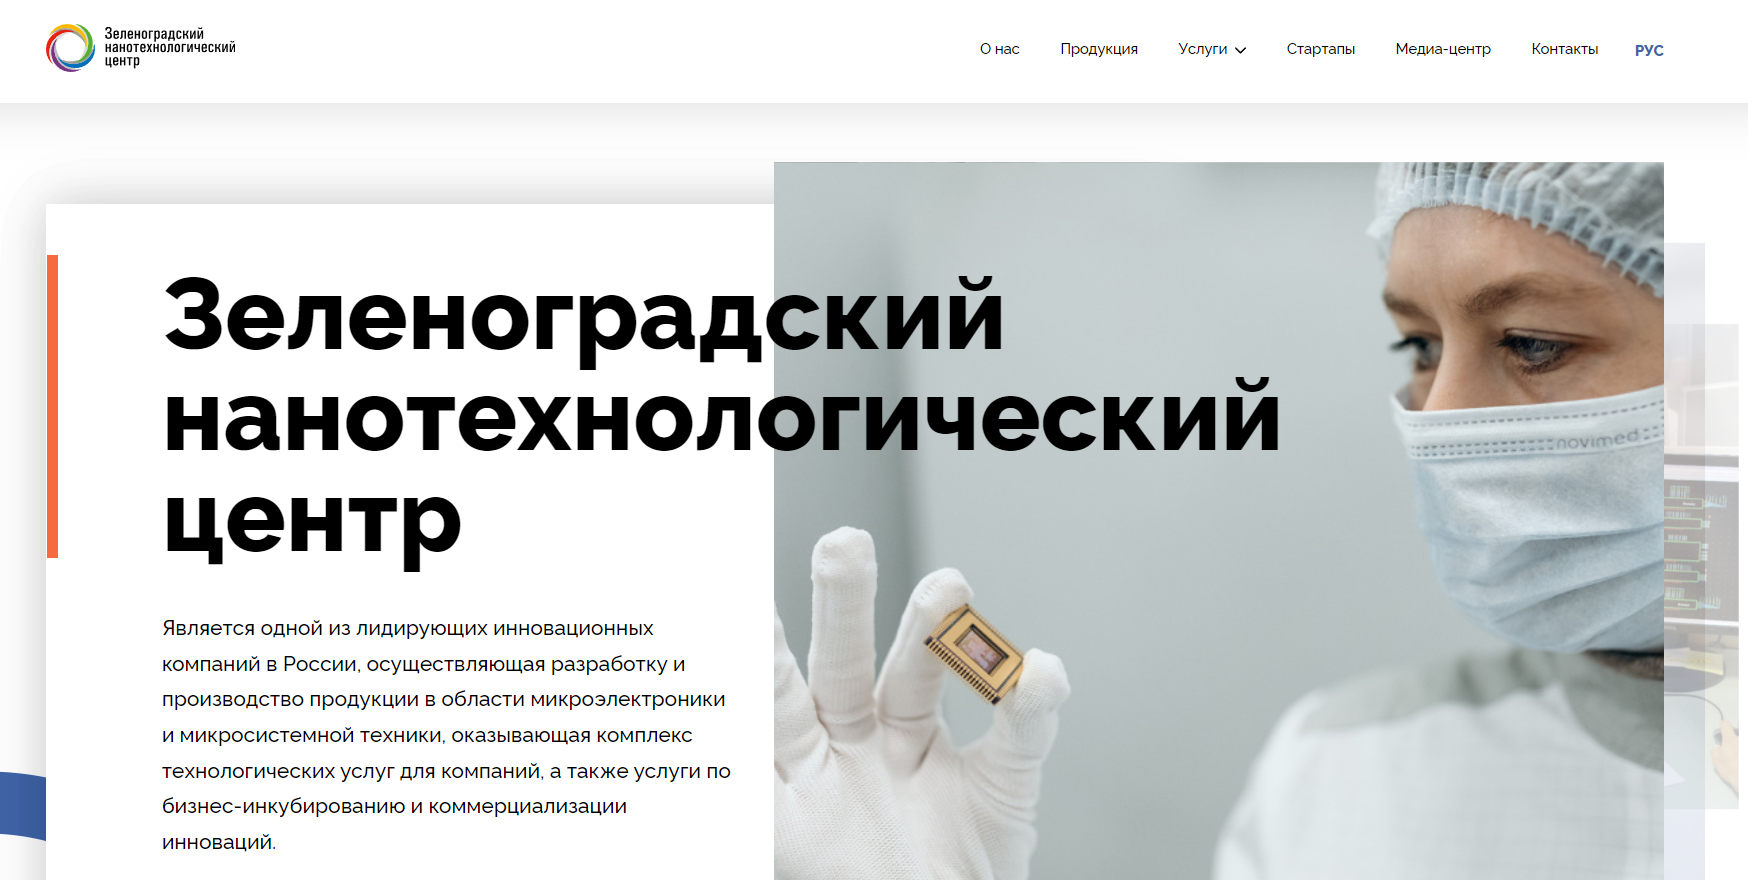 Зеленоградский
нанотехнологический
центр
О нас
Продукция
Услуги
Стартапы
Медиа-центр
Контакты
РУС
Зеленоградский
нанотехнологический
центр
novimed
Является одной из лидирующих инновационных
компаний в России, осуществляющая разработку и
производство продукции в области микроэлектроники
и микросистемной техники, оказывающая комплекс
технологических услуг для компаний, а также услуги по
бизнес-инкубированию и коммерциализации
инноваций.